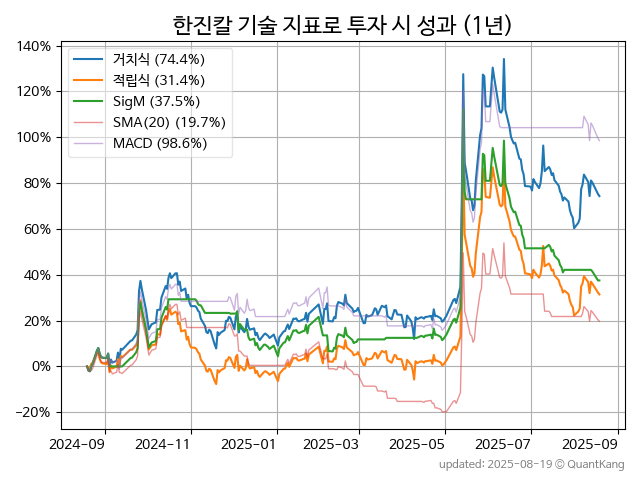 한진칼 기술 지표로 투자 시 성과 (1년)
거치식 (74.4%)
적립식 (31.4%)
SigM (37.5%)
SMA(20) (19.7%)
MACD (98.6%)
140%
120%
100%
80%
60%
40%
20%
0%
−20%
2024-09 2024-11 2025-01 2025-03 2025-05 2025-07 2025-09
updated: 2025-08-19 © QuantKang